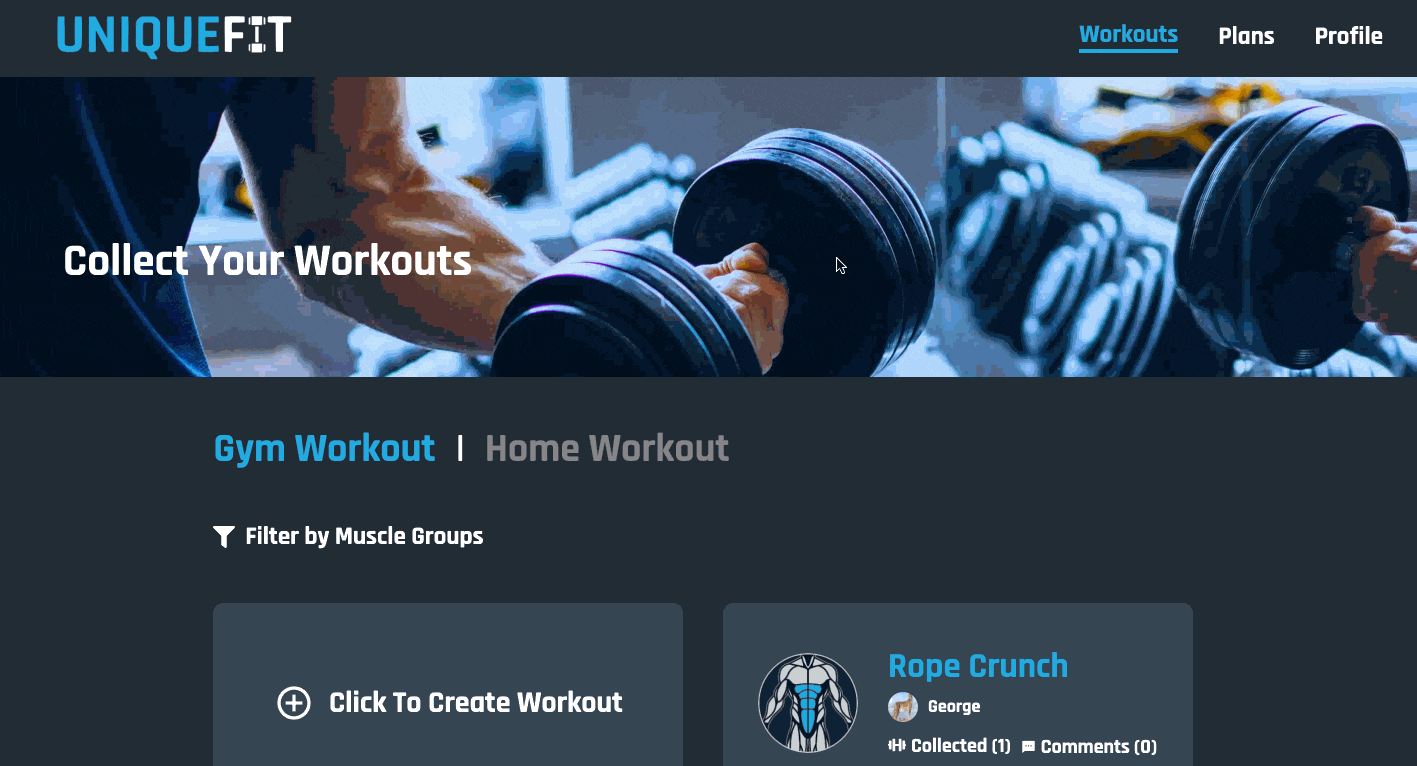 UNIQUEFIT
Workouts Plans Profile
Collect Your Workouts
Gym Workout | Home Workout
Filter by Muscle Groups
Click To Create Workout
Rope Crunch
George
Collected (1) Comments (0)